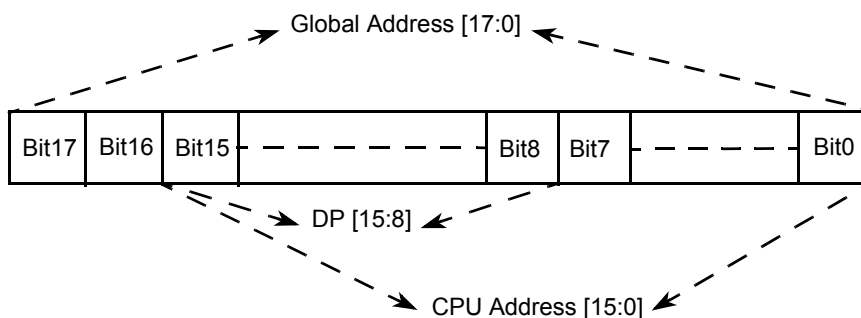 Global Address [17:0]
Bit17 Bit16 Bit15 Bit8 Bit7 Bit0
DP [15:8]
CPU Address [15:0]